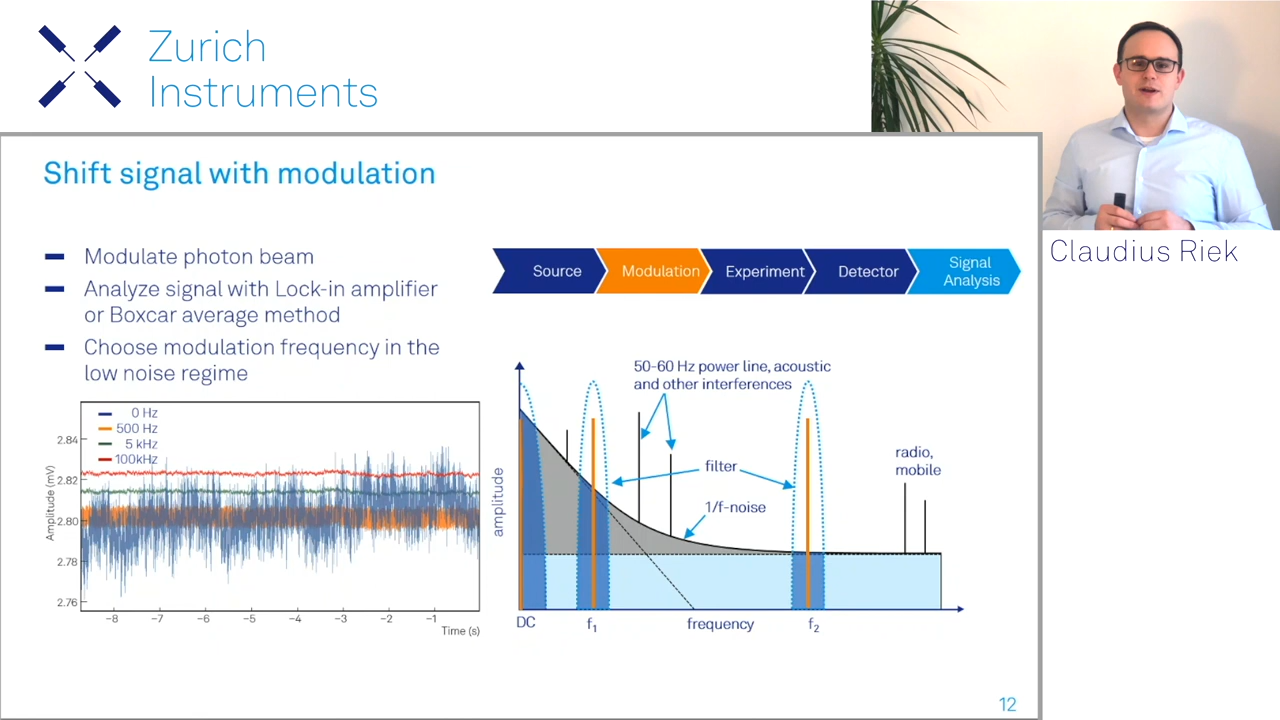 Zurich
Instruments
Claudius Riek
Shift signal with modulation
Modulate photon beam
Analyze signal with Lock-in amplifier
or Boxcar average method
Choose modulation frequency in the
low noise regime
Source
Modulation
Experiment
Detector
Signal
Analysis
0 Hz
500 Hz
5 kHz
100kHz
Amplitude (mV)
2.84
2.82
2.80
2.78
2.76
−8 −7 −6 −5 −4 −3 −2 −1
Time (s)
50-60 Hz power line, acoustic
and other interferences
filter
1/f-noise
radio,
mobile
amplitude
DC f₁ frequency f₂
12